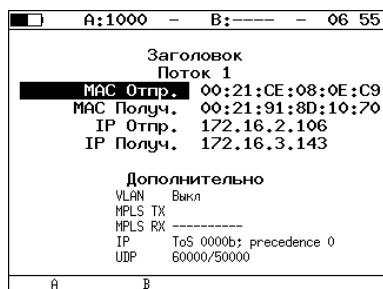 A:1000 – B:---- – 06 55
Заголовок
Поток 1
MAC Отпр. 00:21:CE:08:0E:C9
MAC Получ. 00:21:91:8D:10:70
IP Отпр. 172.16.2.106
IP Получ. 172.16.3.143
Дополнительно
VLAN Выкл
MPLS TX
MPLS RX ----------
IP ToS 0000b; precedence 0
UDP 60000/50000
A B